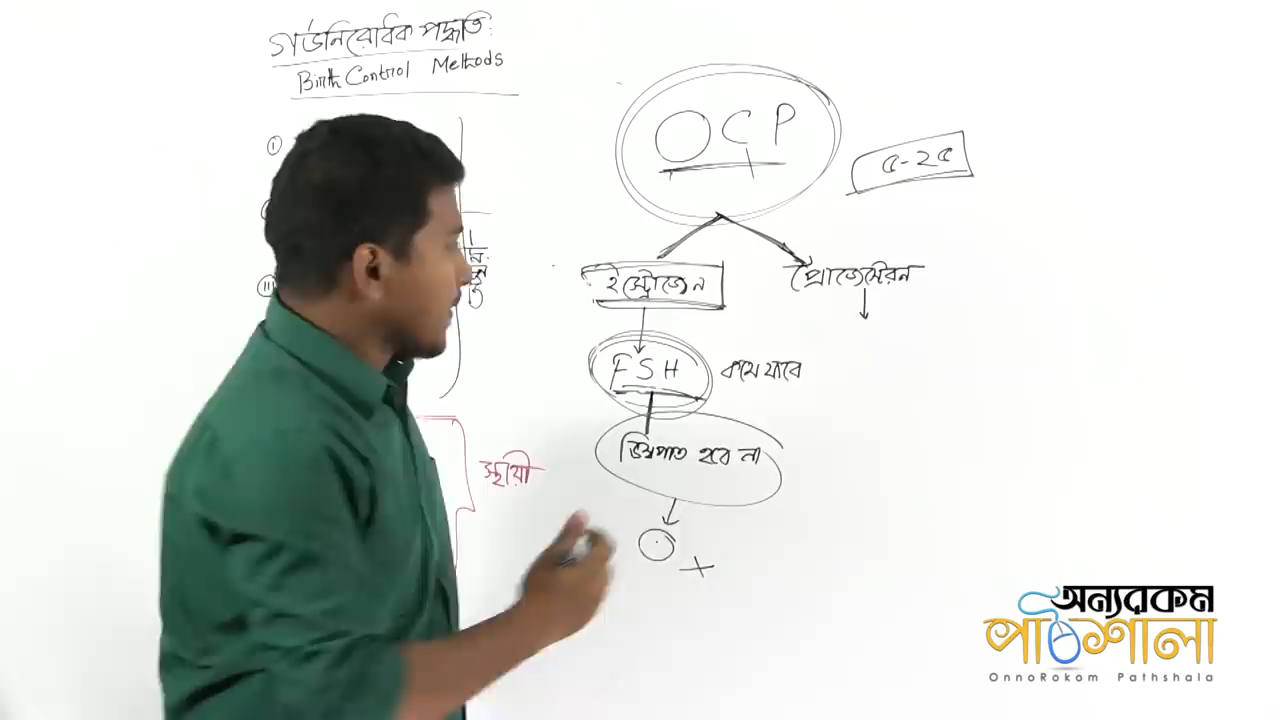 গর্ভনিরোধক পদ্ধতি:
Birth Control Methods
i
iii
স্থায়ী
OCP
৫-২৫
ইস্ট্রোজেন
প্রোজেস্টেরন
FSH
কমে যাবে
ডিম্বপাত হবে না
অন্যরকম
পাঠশালা
OnnoRokom Pathshala